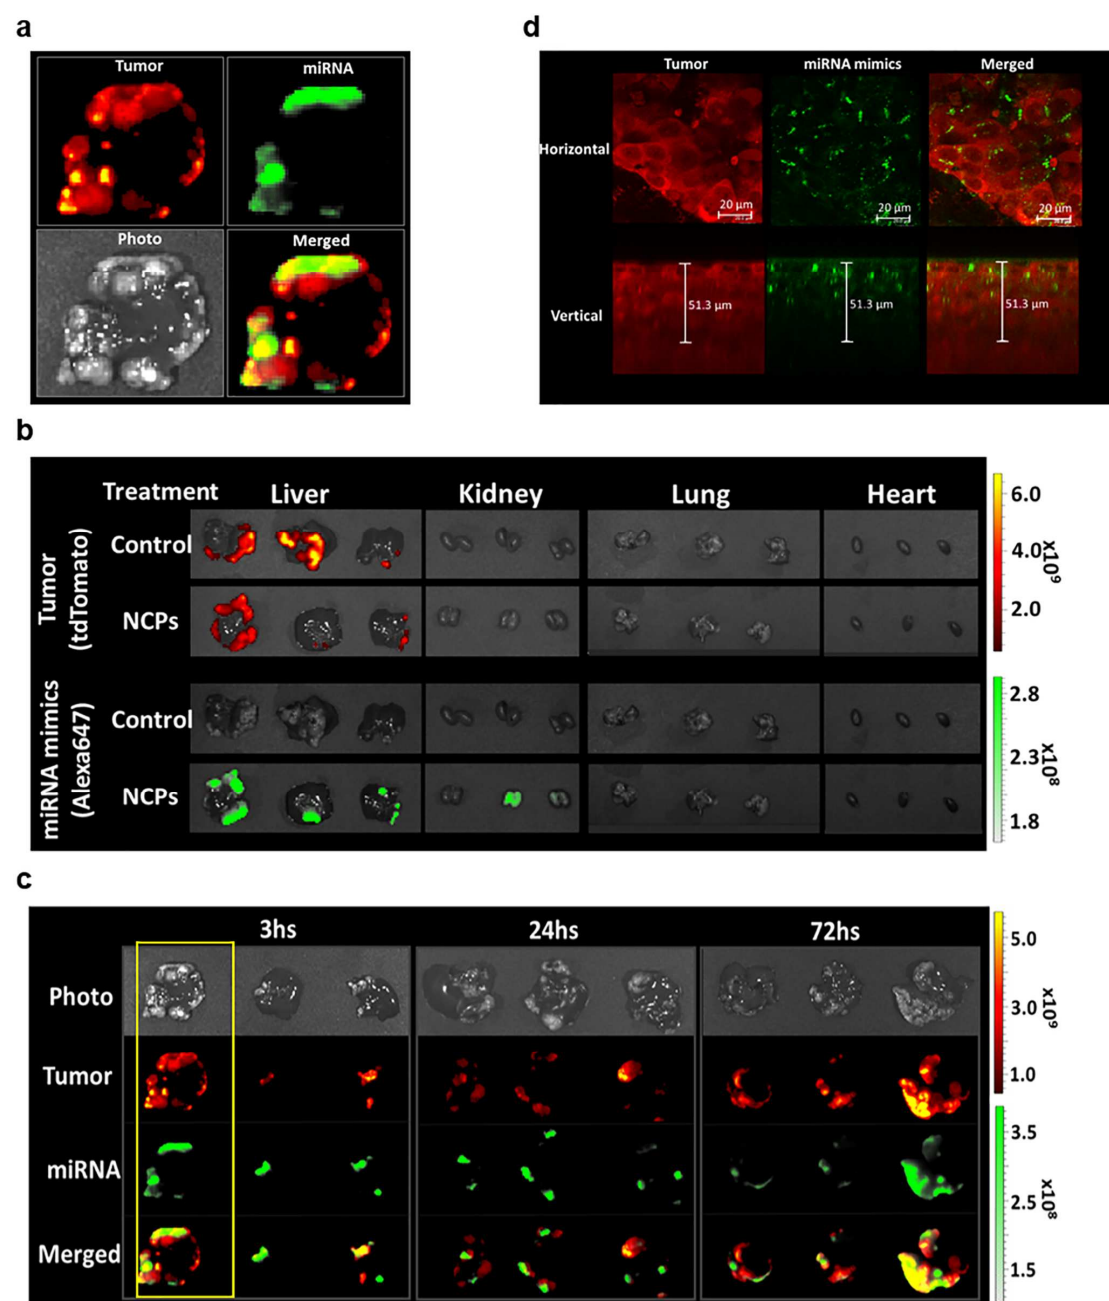 a
Tumor
miRNA
Photo
Merged
d
Tumor
miRNA mimics
Merged
Horizontal
20 µm
20 µm
20 µm
Vertical
51.3 µm
51.3 µm
51.3 µm
b
Treatment
Liver
Kidney
Lung
Heart
Tumor
(tdTomato)
Control
NCPs
miRNA mimics
(Alexa647)
Control
NCPs
6.0
4.0
2.0
x10⁹
2.8
2.3
1.8
x10⁸
c
3hs
24hs
72hs
Photo
Tumor
miRNA
Merged
5.0
3.0
1.0
x10⁹
3.5
2.5
1.5
x10⁸